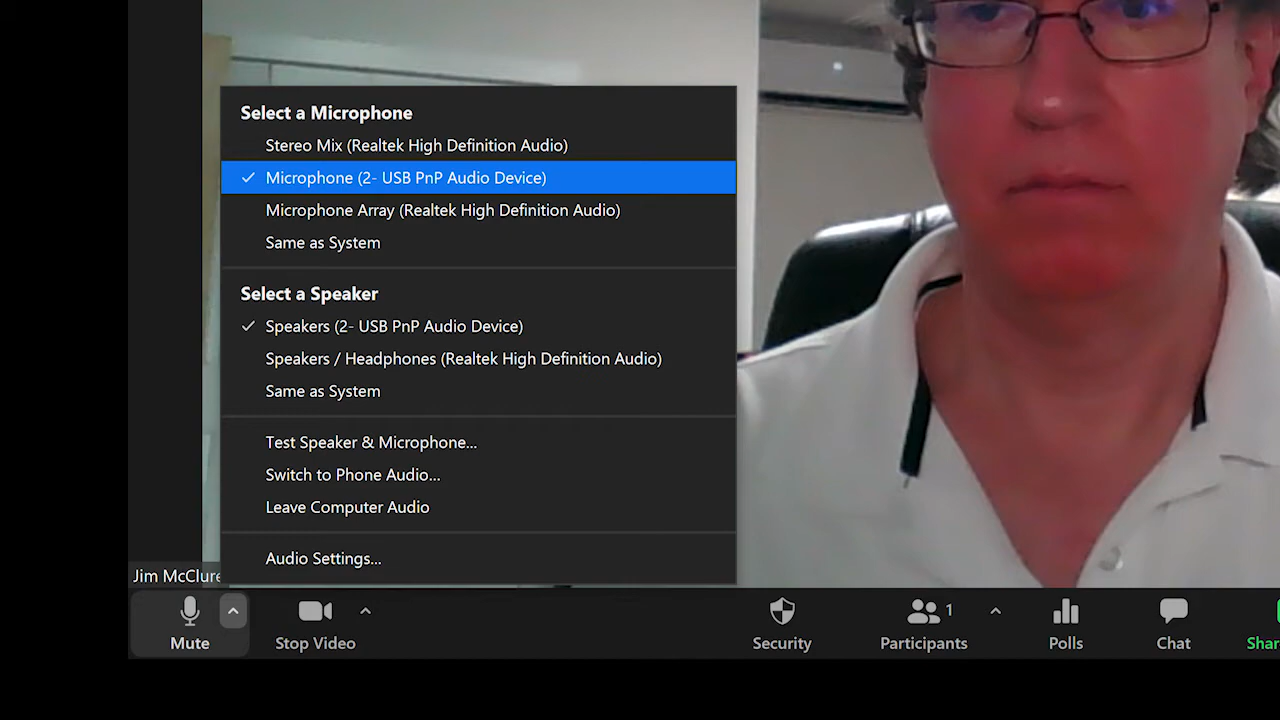 Select a Microphone
Stereo Mix (Realtek High Definition Audio)
Microphone (2- USB PnP Audio Device)
Microphone Array (Realtek High Definition Audio)
Same as System
Select a Speaker
Speakers (2- USB PnP Audio Device)
Speakers / Headphones (Realtek High Definition Audio)
Same as System
Test Speaker & Microphone...
Switch to Phone Audio...
Leave Computer Audio
Audio Settings...
Jim McClure
1
Mute Stop Video Security Participants Polls Chat Shar